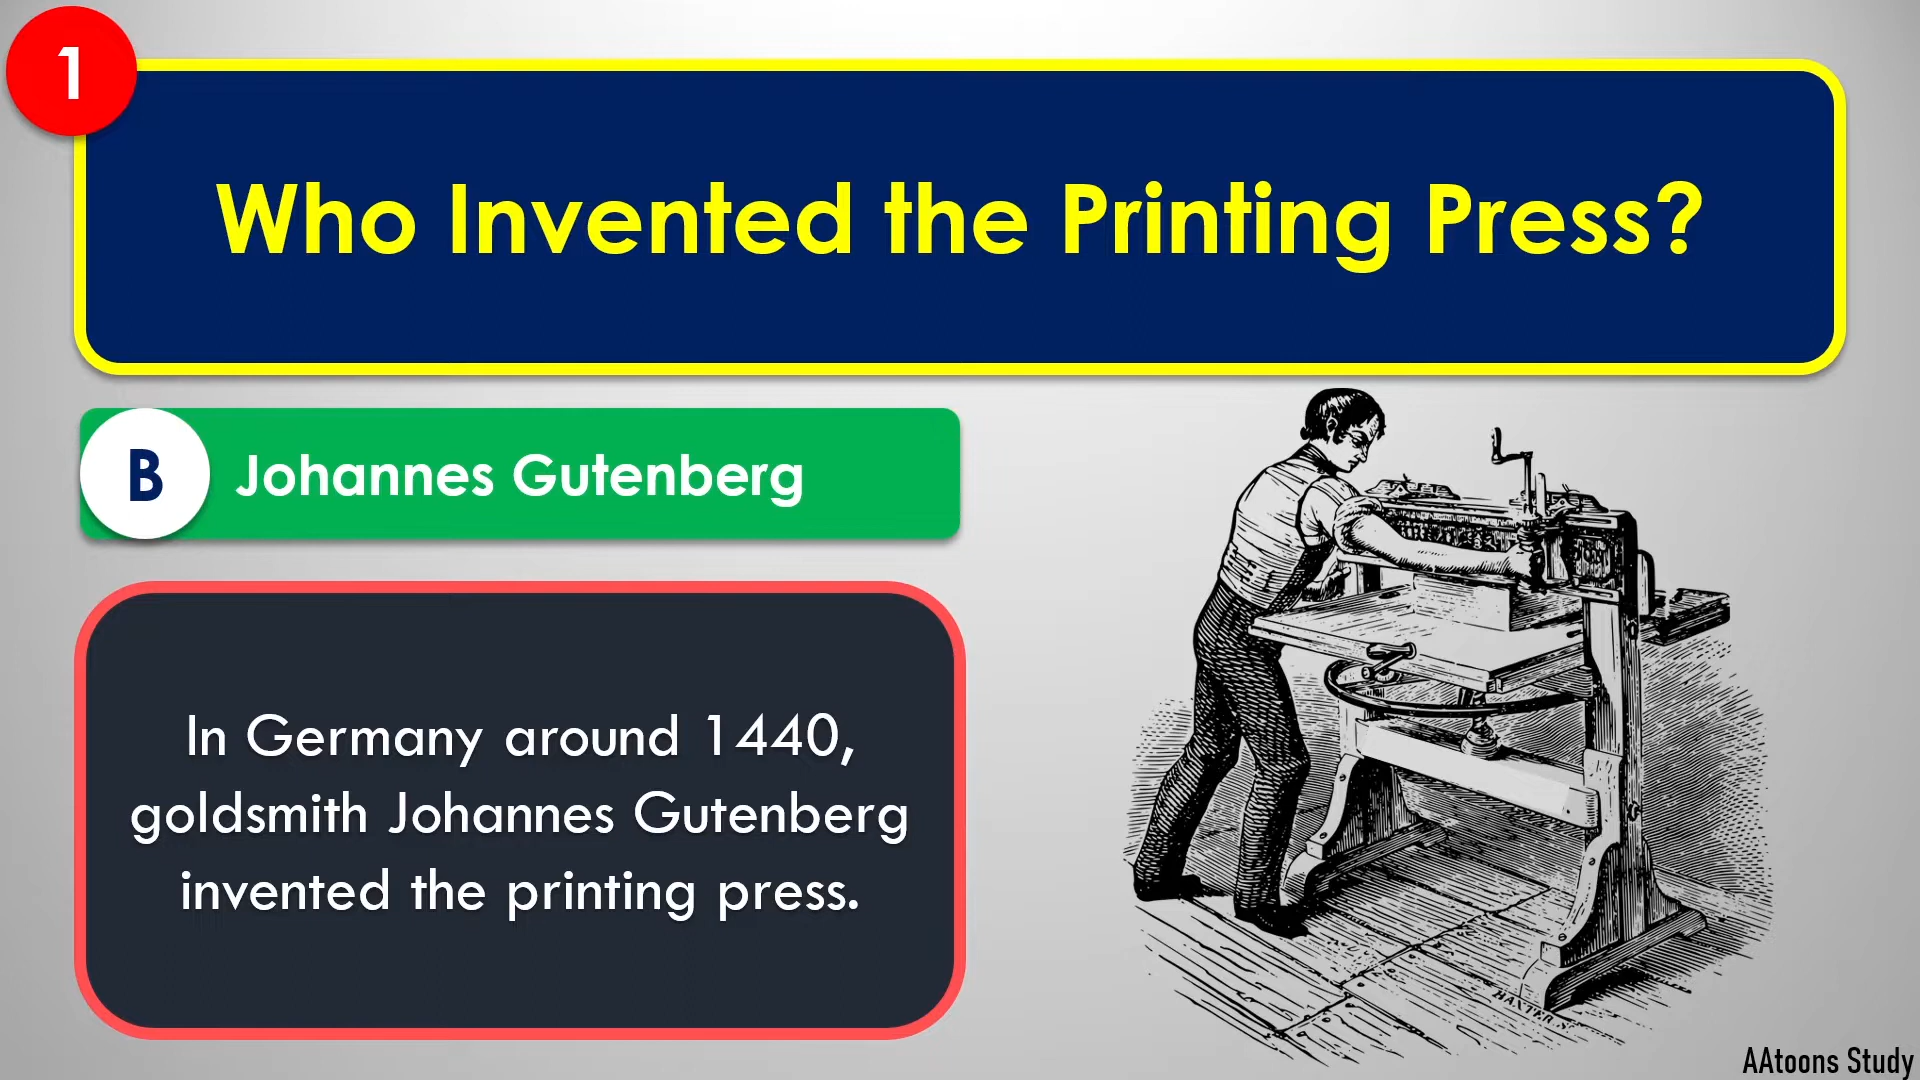 1
Who Invented the Printing Press?
B
Johannes Gutenberg
In Germany around 1440,
goldsmith Johannes Gutenberg
invented the printing press.
AAtoons Study